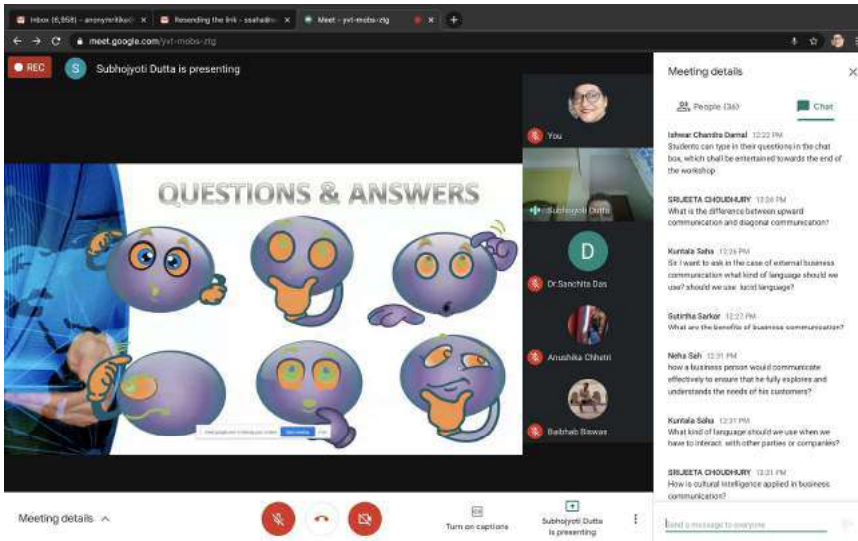 Inbox (6,958) - anonymritika@
Resending the link - ssaha@
Meet - yvt-mobs-ztg
meet.google.com/yvt-mobs-ztg
REC
S
Subhojyoti Dutta is presenting
QUESTIONS & ANSWERS
You
Subhojyoti Dutta
D
Dr.Sanchita Das
Anushika Chhetri
Baibhab Biswas
Meeting details
People (36)
Chat
Ishwar Chandra Darnal 12:22 PM
Students can type in their questions in the chat
box, which shall be entertained towards the end of
the workshop
SRIJEETA CHOUDHURY 12:26 PM
What is the difference between upward
communication and diagonal communication?
Kuntala Saha 12:26 PM
Sir i want to ask in the case of external business
communication what kind of language should we
use? should we use lucid language?
Sutirtha Sarkar 12:27 PM
What are the benefits of business communication?
Neha Sah 12:31 PM
how a business person would communicate
effectively to ensure that he fully explores and
understands the needs of his customers?
Kuntala Saha 12:31 PM
What kind of language should we use when we
have to interact with other parties or companies?
SRIJEETA CHOUDHURY 12:31 PM
How is cultural intelligence applied in business
communication?
Send a message to everyone
Meeting details
Turn on captions
Subhojyoti Dutta
is presenting